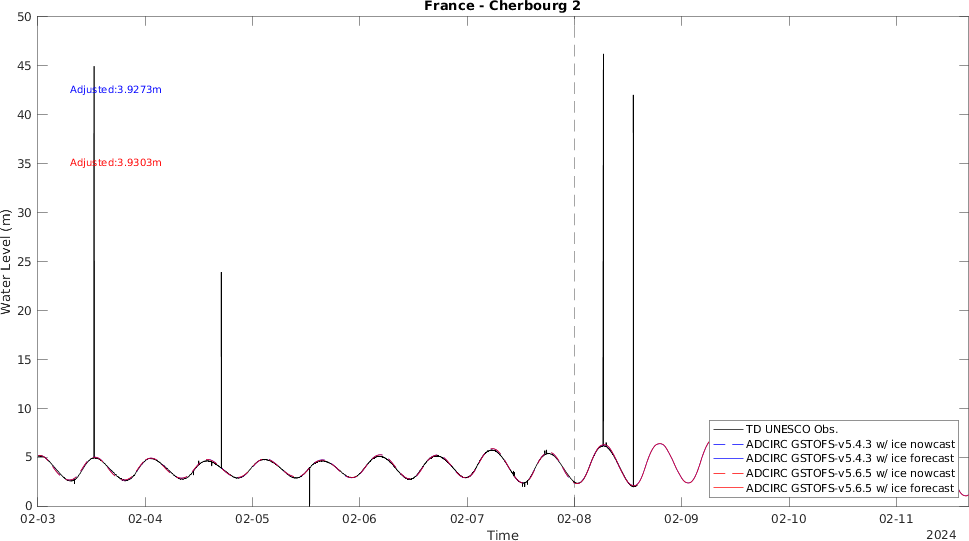 France - Cherbourg 2
50
45
40
35
30
25
20
15
10
5
0
Water Level (m)
Adjusted:3.9273m
Adjusted:3.9303m
TD UNESCO Obs.
ADCIRC GSTOFS-v5.4.3 w/ ice nowcast
ADCIRC GSTOFS-v5.4.3 w/ ice forecast
ADCIRC GSTOFS-v5.6.5 w/ ice nowcast
ADCIRC GSTOFS-v5.6.5 w/ ice forecast
02-03 02-04 02-05 02-06 02-07 02-08 02-09 02-10 02-11
Time
2024